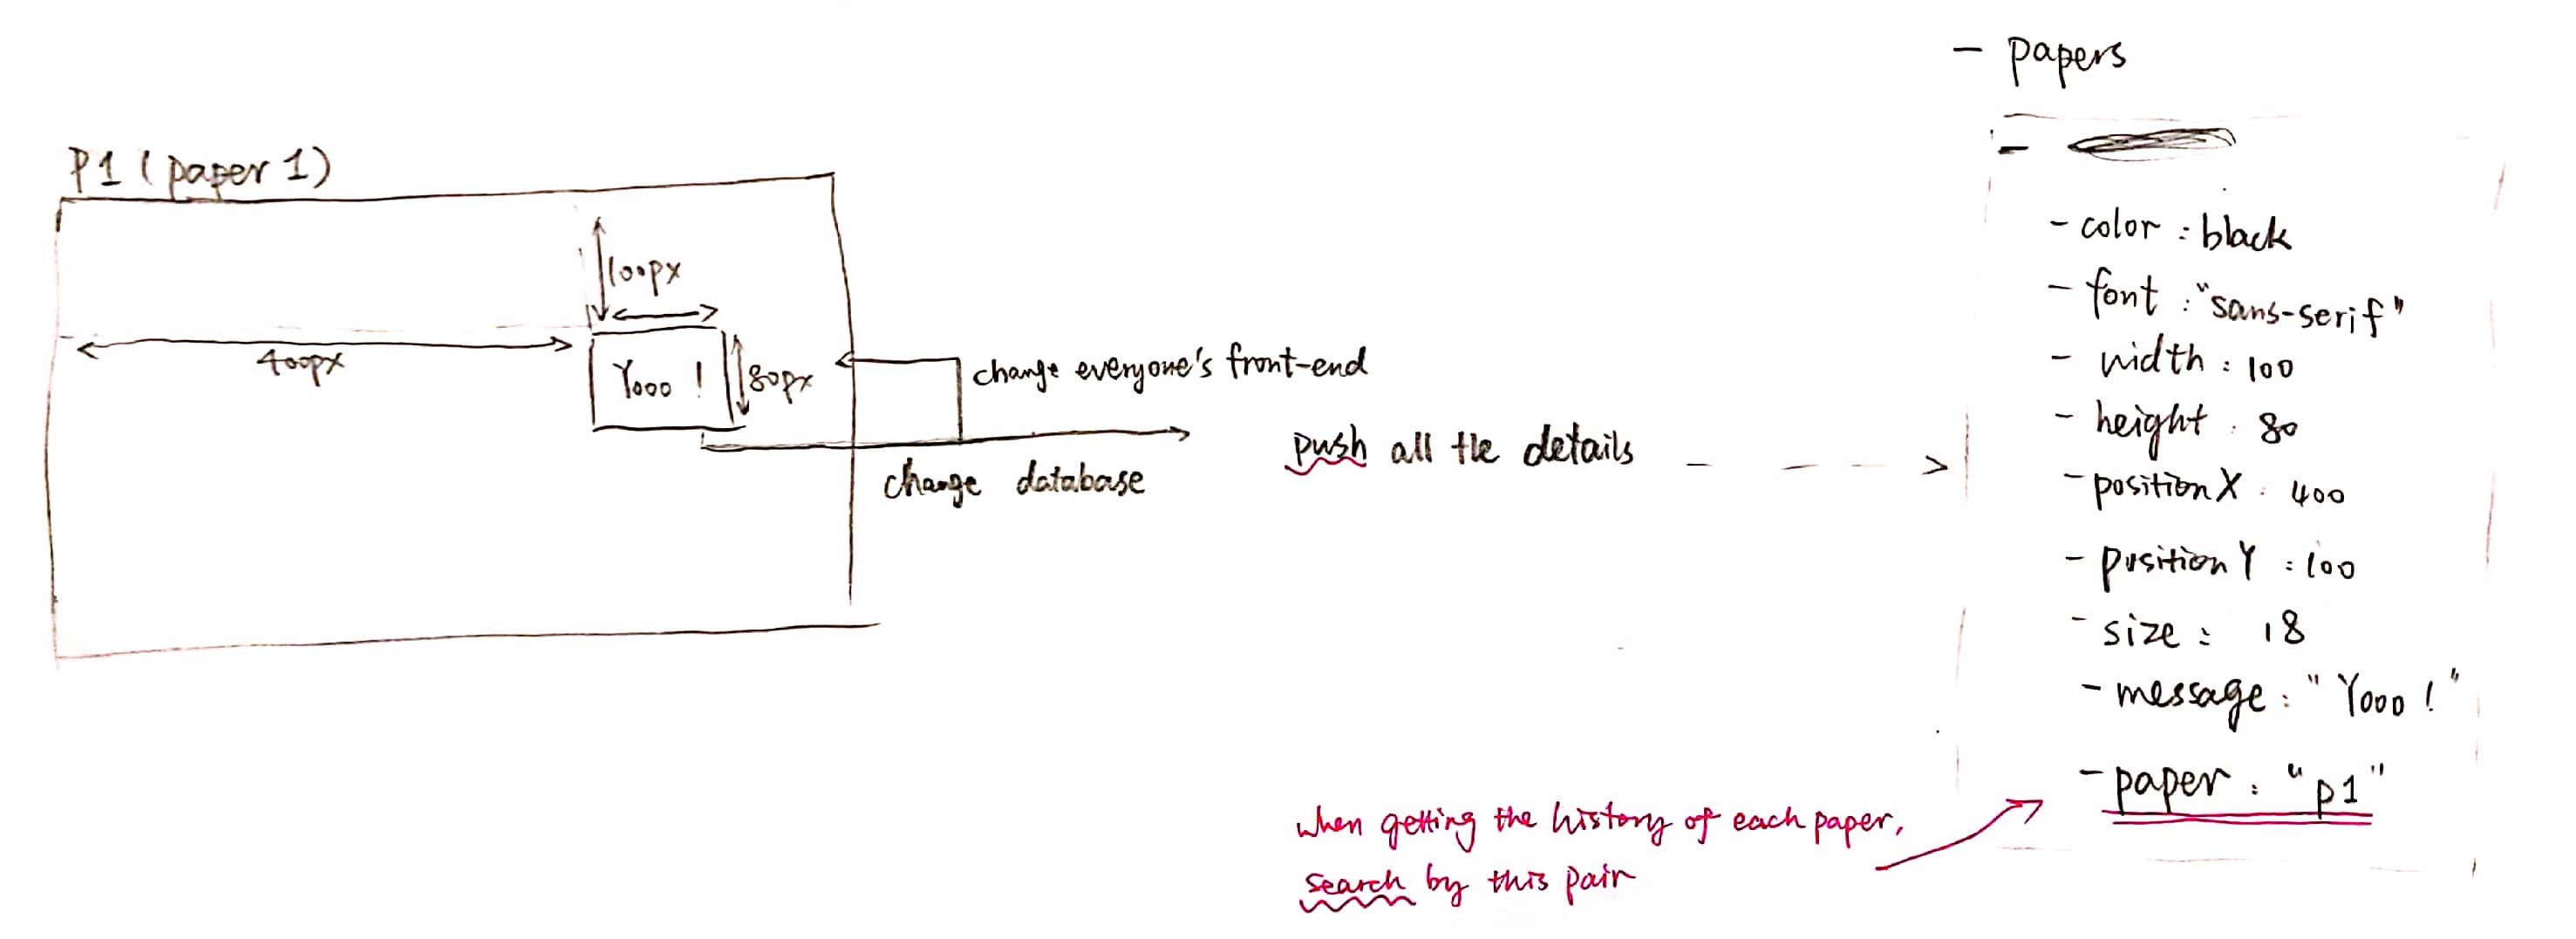 P1 (paper 1)
100px
400px
Yooo !
80px
change everyone's front-end
change database
push all the details
- papers
-
- color : black
- font : "sans-serif"
- width : 100
- height : 80
- positionX : 400
- positionY : 100
- size : 18
- message : "Yooo !"
- paper : "p1"
when getting the history of each paper,
search by this pair